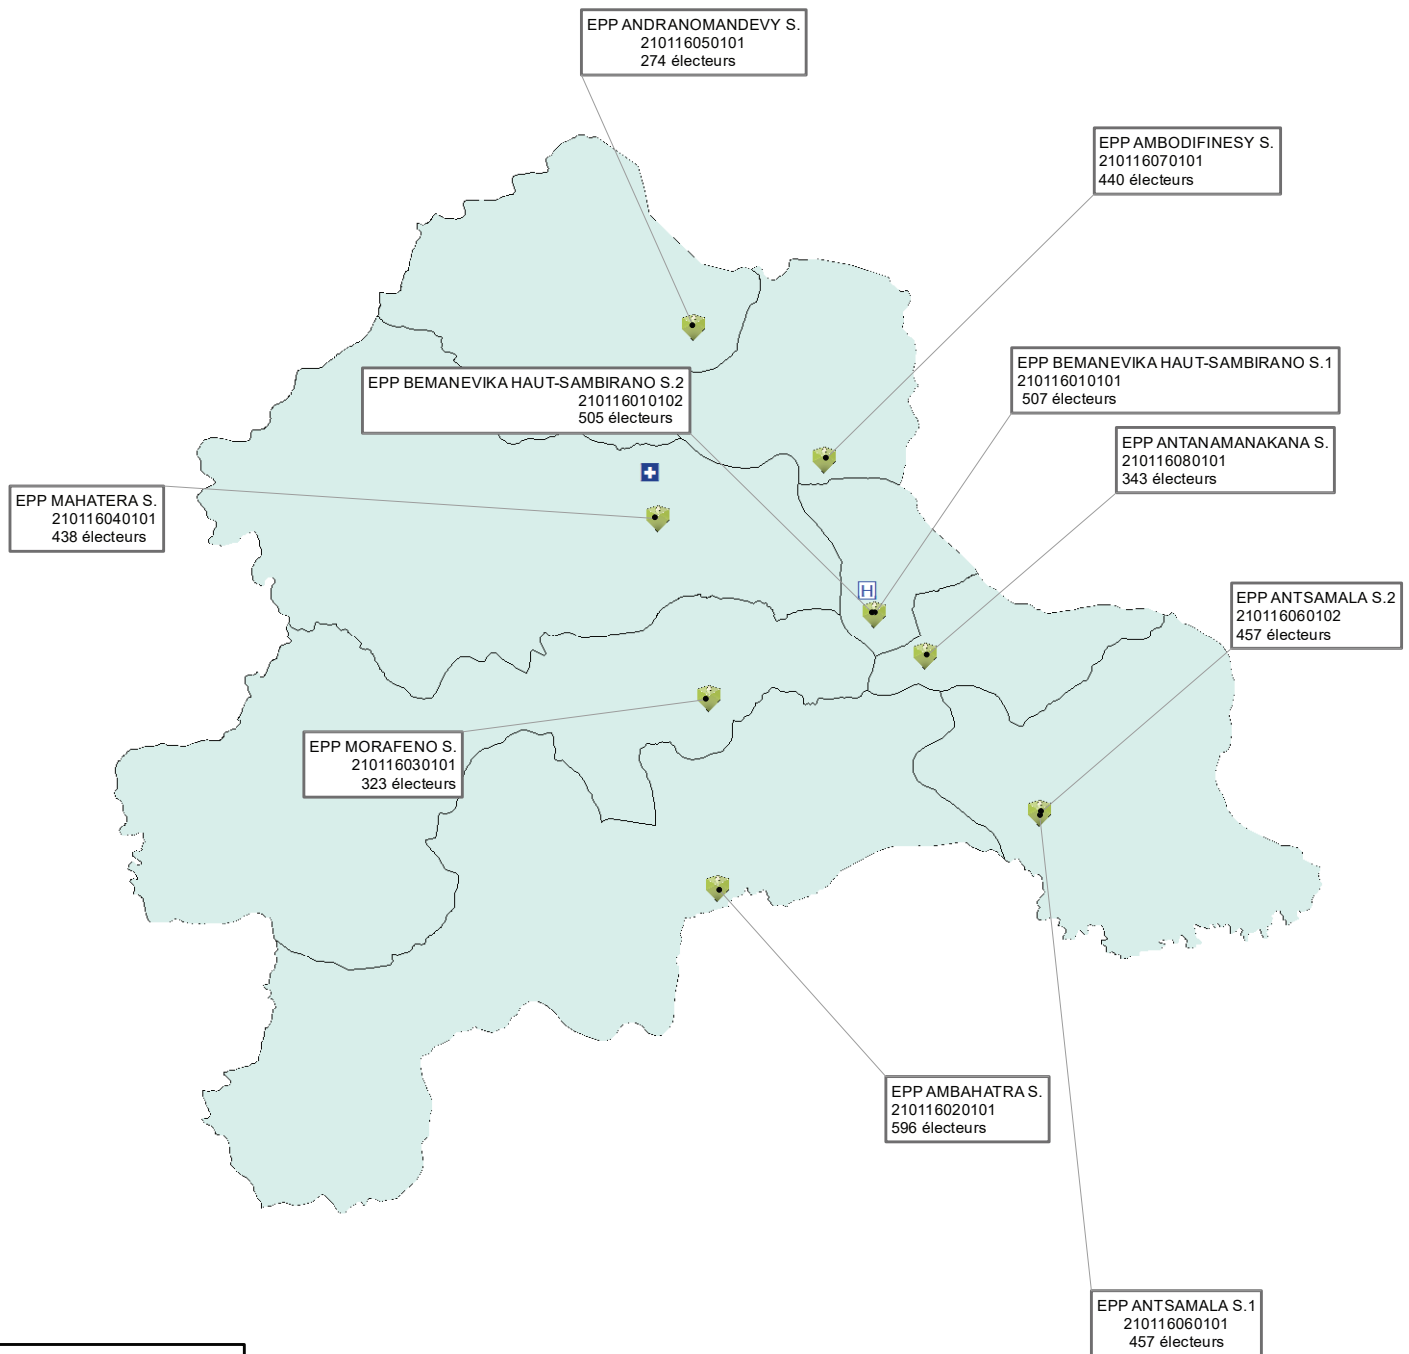 EPP ANDRANOMANDEVY S.
210116050101
274 électeurs
EPP AMBODIFINESY S.
210116070101
440 électeurs
EPP BEMANEVIKA HAUT-SAMBIRANO S.1
210116010101
507 électeurs
EPP BEMANEVIKA HAUT-SAMBIRANO S.2
210116010102
505 électeurs
EPP ANTANAMANAKANA S.
210116080101
343 électeurs
EPP MAHATERA S.
210116040101
438 électeurs
H
EPP ANTSAMALA S.2
210116060102
457 électeurs
EPP MORAFENO S.
210116030101
323 électeurs
EPP AMBAHATRA S.
210116020101
596 électeurs
EPP ANTSAMALA S.1
210116060101
457 électeurs